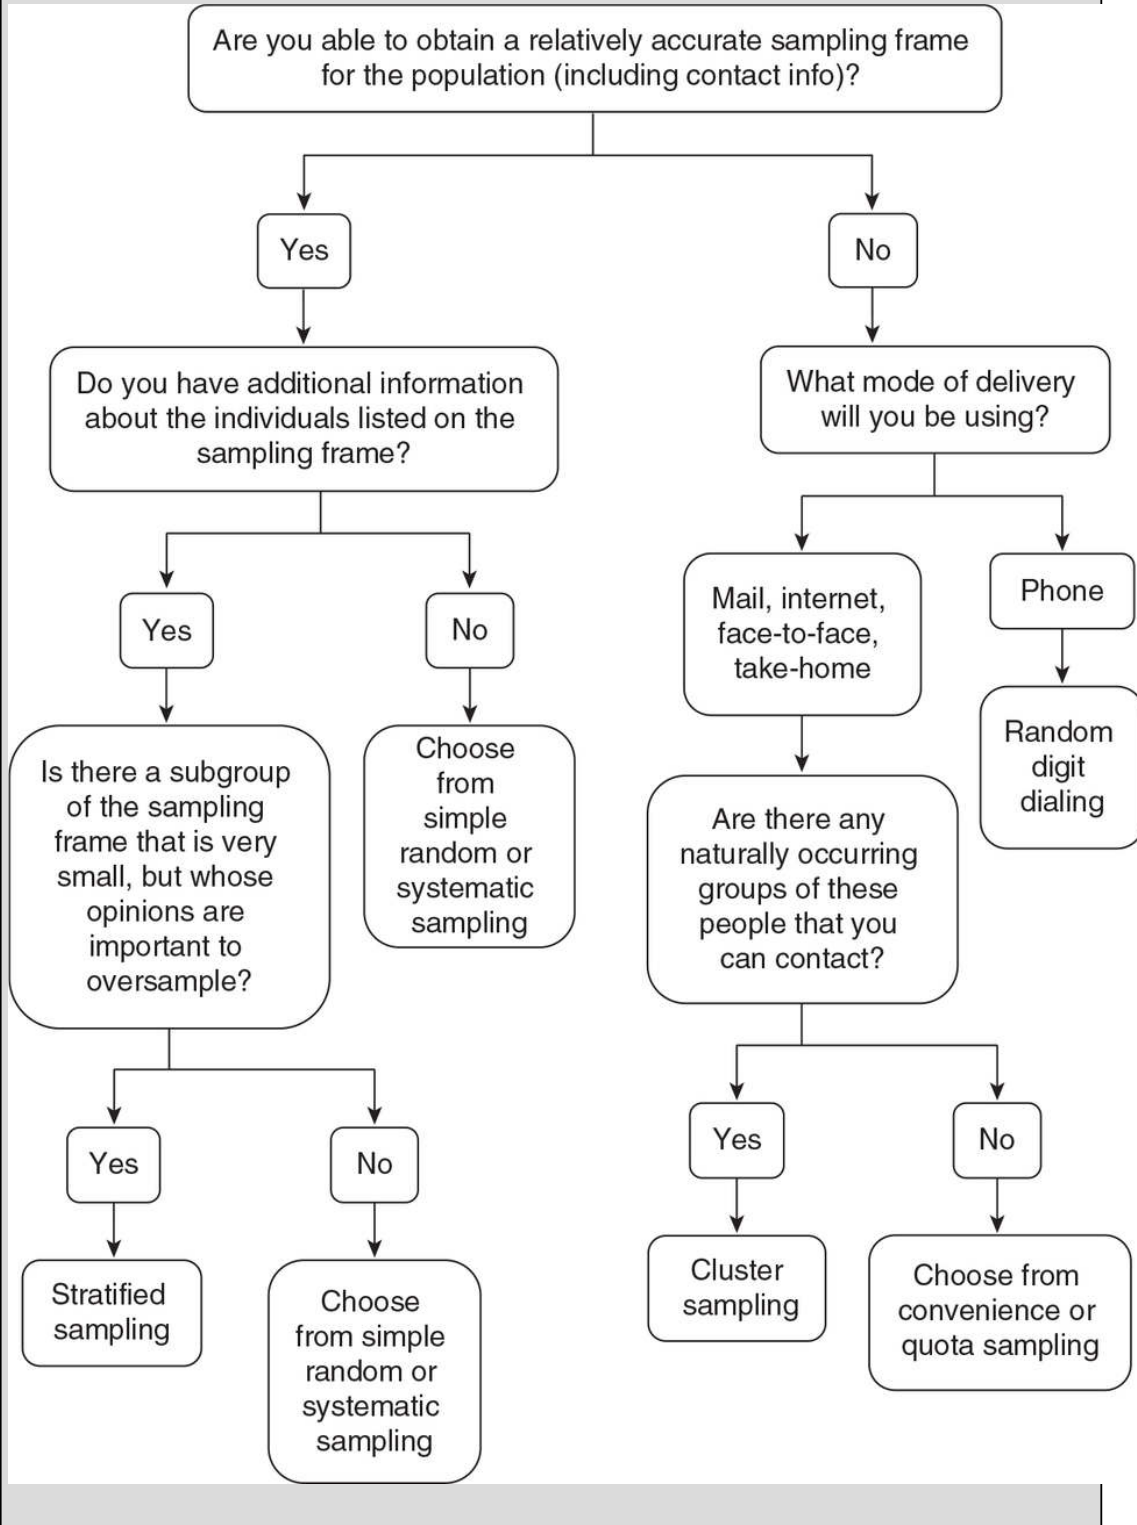 Are you able to obtain a relatively accurate sampling frame
for the population (including contact info)?
Yes
No
Do you have additional information
about the individuals listed on the
sampling frame?
What mode of delivery
will you be using?
Yes
No
Mail, internet,
face-to-face,
take-home
Phone
Is there a subgroup
of the sampling
frame that is very
small, but whose
opinions are
important to
oversample?
Choose
from
simple
random or
systematic
sampling
Are there any
naturally occurring
groups of these
people that you
can contact?
Random
digit
dialing
Yes
No
Yes
No
Stratified
sampling
Choose
from simple
random or
systematic
sampling
Cluster
sampling
Choose from
convenience or
quota sampling